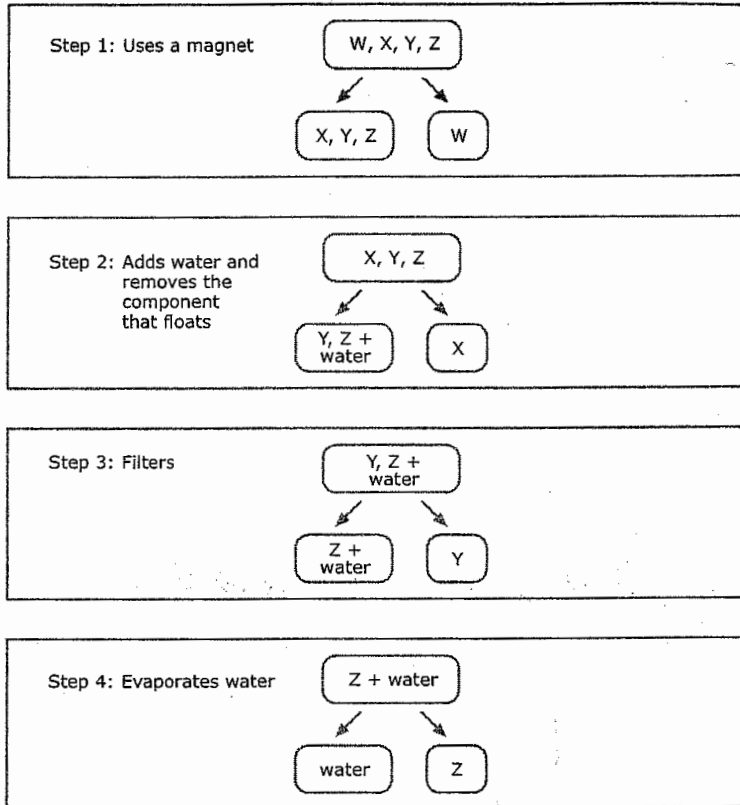 Step 1: Uses a magnet
W, X, Y, Z
X, Y, Z
W
Step 2: Adds water and
removes the
component
that floats
X, Y, Z
Y, Z +
water
X
Step 3: Filters
Y, Z +
water
Z +
water
Y
Step 4: Evaporates water
Z + water
water
Z